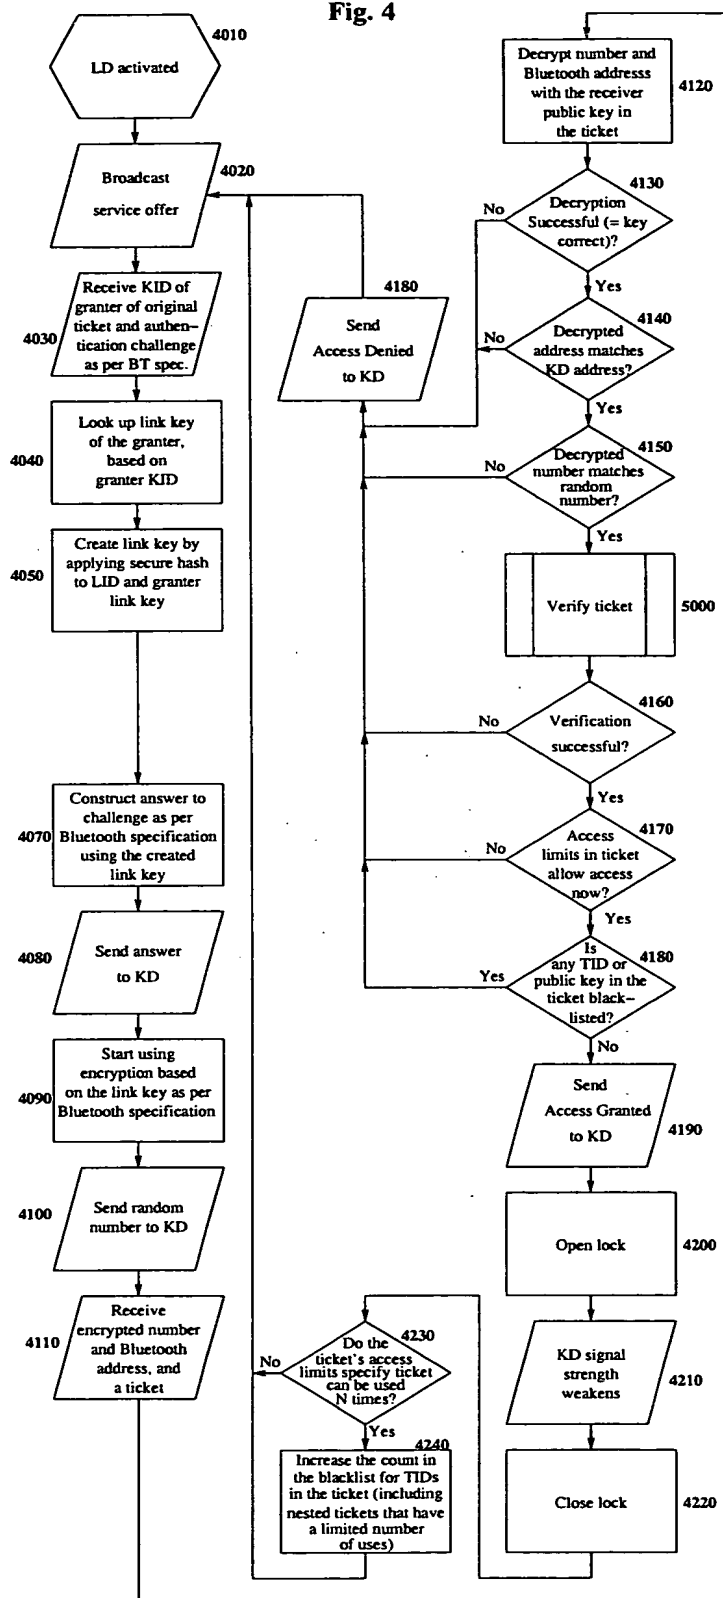 Fig. 4
4010
LD activated
4020
Broadcast
service offer
4030
Receive KID of
granter of original
ticket and authen-
tication challenge
as per BT spec.
4040
Look up link key
of the granter,
based on
granter KID
4050
Create link key by
applying secure hash
to LID and granter
link key
4070
Construct answer to
challenge as per
Bluetooth specification
using the created
link key
4080
Send answer
to KD
4090
Start using
encryption based
on the link key as per
Bluetooth specification
4100
Send random
number to KD
4110
Receive
encrypted number
and Bluetooth
address, and
a ticket
4120
Decrypt number and
Bluetooth addresss
with the receiver
public key in
the ticket
4130
Decryption
Successful (= key
correct)?
No
Yes
4140
Decrypted
address matches
KD address?
No
Yes
4150
Decrypted
number matches
random
number?
No
Yes
4180
Send
Access Denied
to KD
Verify ticket
5000
4160
Verification
successful?
No
Yes
4170
Access
limits in ticket
allow access
now?
No
Yes
4180
Is
any TID or
public key in the
ticket black-
listed?
Yes
No
Send
Access Granted
to KD
4190
Open lock
4200
KD signal
strength
weakens
4210
Close lock
4220
4230
Do the
ticket's access
limits specify ticket
can be used
N times?
No
Yes
4240
Increase the count in
the blacklist for TIDs
in the ticket (including
nested tickets that have
a limited number
of uses)